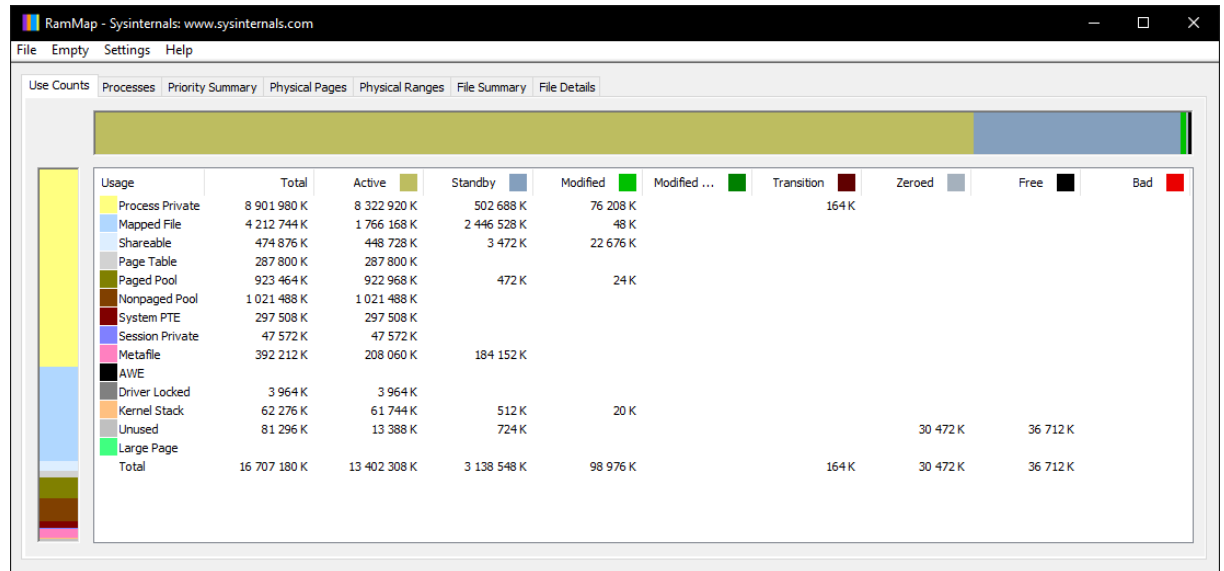 RamMap - Sysinternals: www.sysinternals.com
File Empty Settings Help
Use Counts Processes Priority Summary Physical Pages Physical Ranges File Summary File Details
Usage Total Active Standby Modified Modified ... Transition Zeroed Free Bad
Process Private 8 901 980 K 8 322 920 K 502 688 K 76 208 K 164 K
Mapped File 4 212 744 K 1 766 168 K 2 446 528 K 48 K
Shareable 474 876 K 448 728 K 3 472 K 22 676 K
Page Table 287 800 K 287 800 K
Paged Pool 923 464 K 922 968 K 472 K 24 K
Nonpaged Pool 1 021 488 K 1 021 488 K
System PTE 297 508 K 297 508 K
Session Private 47 572 K 47 572 K
Metafile 392 212 K 208 060 K 184 152 K
AWE
Driver Locked 3 964 K 3 964 K
Kernel Stack 62 276 K 61 744 K 512 K 20 K
Unused 81 296 K 13 388 K 724 K 30 472 K 36 712 K
Large Page
Total 16 707 180 K 13 402 308 K 3 138 548 K 98 976 K 164 K 30 472 K 36 712 K